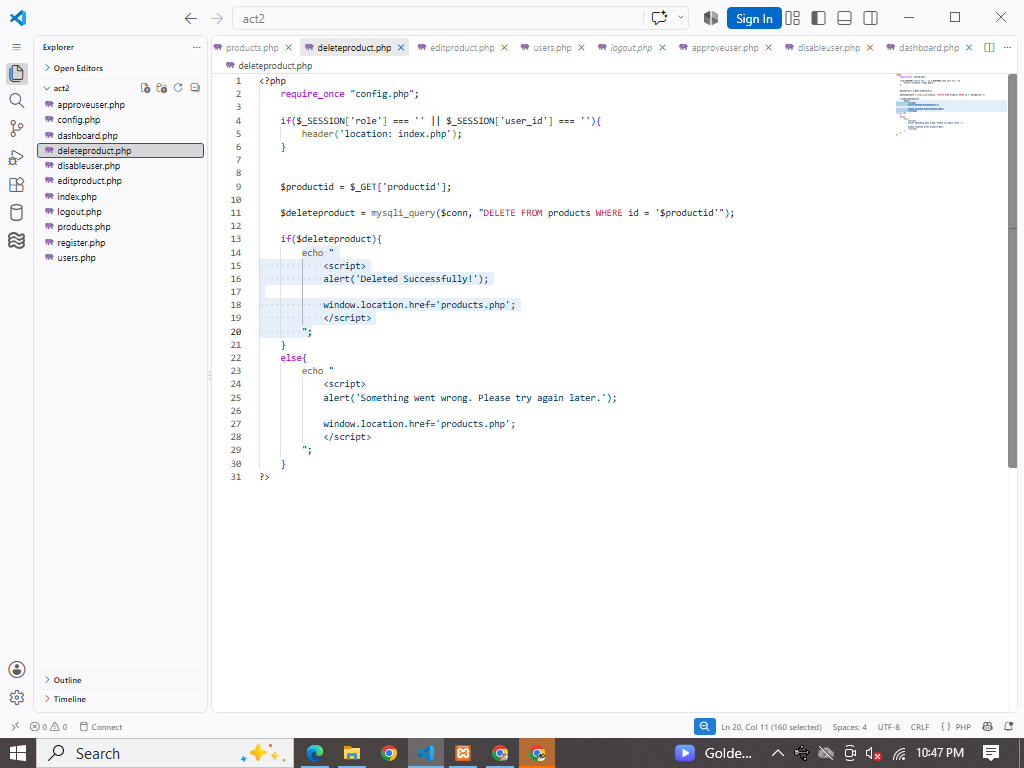 act2
Sign In
Explorer
products.php
deleteproduct.php
editproduct.php
users.php
logout.php
approveuser.php
disableuser.php
dashboard.php
Open Editors
deleteproduct.php
act2
approveuser.php
config.php
dashboard.php
deleteproduct.php
disableuser.php
editproduct.php
index.php
logout.php
products.php
register.php
users.php
1 <?php
2 require_once "config.php";
3
4 if($_SESSION['role'] === '' || $_SESSION['user_id'] === ''){
5 header('location: index.php');
6 }
7
8
9 $productid = $_GET['productid'];
10
11 $deleteproduct = mysqli_query($conn, "DELETE FROM products WHERE id = '$productid'");
12
13 if($deleteproduct){
14 echo "
15 <script>
16 alert('Deleted Successfully!');
17
18 window.location.href='products.php';
19 </script>
20 ";
21 }
22 else{
23 echo "
24 <script>
25 alert('Something went wrong. Please try again later.');
26
27 window.location.href='products.php';
28 </script>
29 ";
30 }
31 ?>
Outline
Timeline
0 0 Connect
Ln 20, Col 11 (160 selected) Spaces: 4 UTF-8 CRLF { } PHP
Search
Golde...
10:47 PM